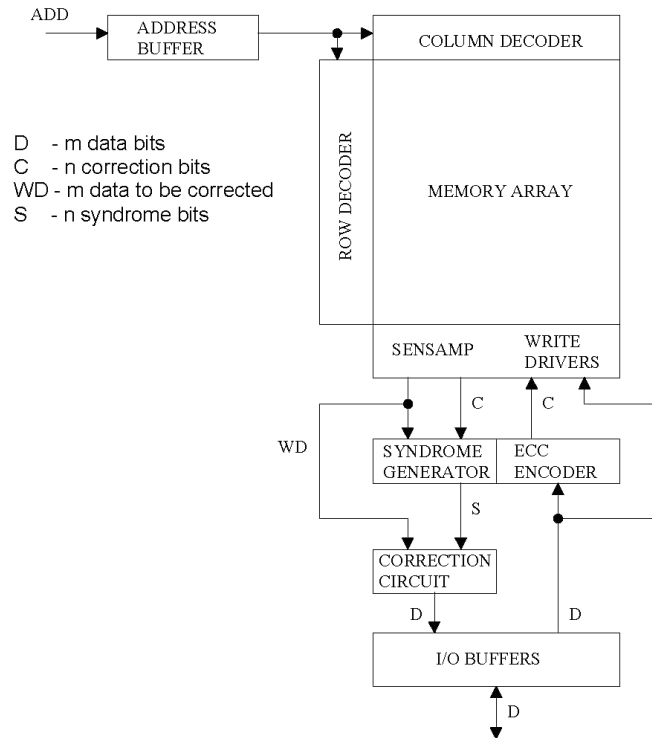 ADD
ADDRESS
BUFFER
COLUMN DECODER
D - m data bits
C - n correction bits
WD - m data to be corrected
S - n syndrome bits
ROW DECODER
MEMORY ARRAY
SENSAMP
WRITE
DRIVERS
C
C
WD
SYNDROME
GENERATOR
ECC
ENCODER
S
CORRECTION
CIRCUIT
D
D
I/O BUFFERS
D